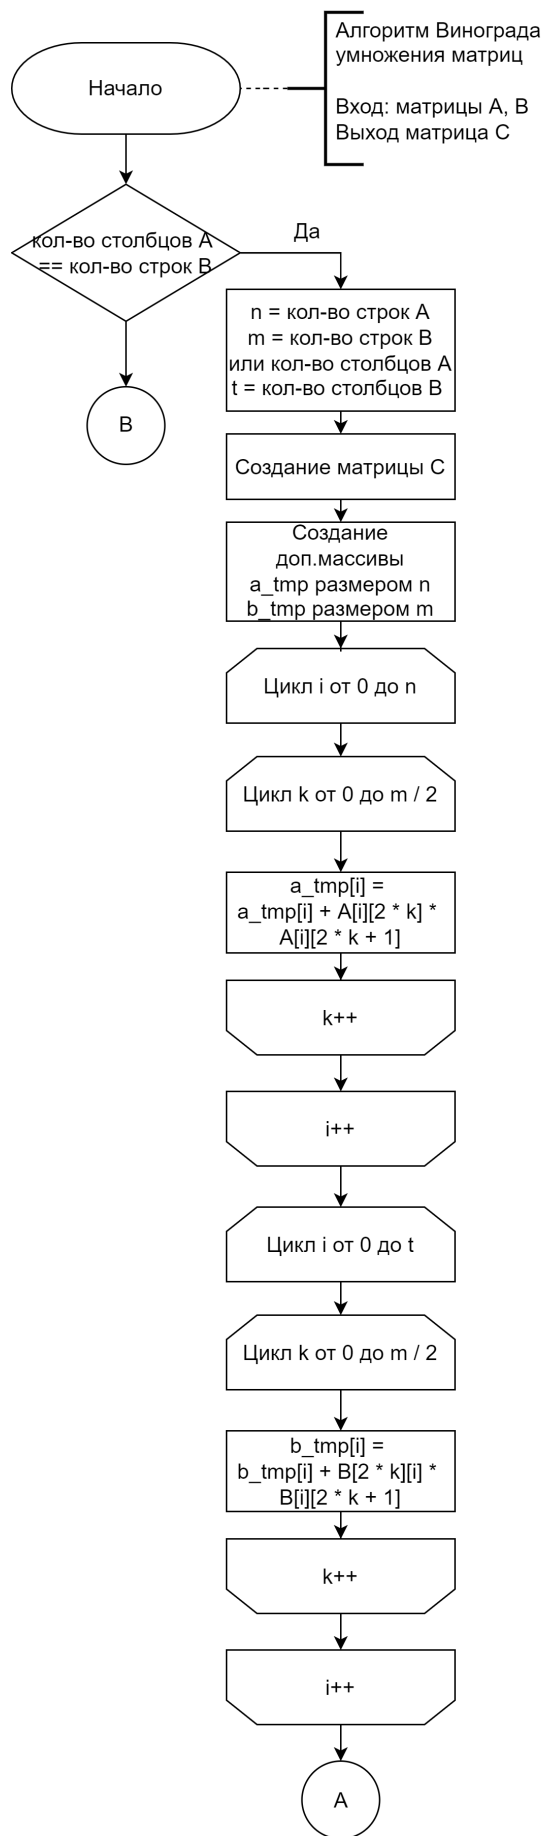 Начало
Алгоритм Винограда
умножения матриц
Вход: матрицы A, B
Выход матрица C
кол-во столбцов A
== кол-во строк B
Да
n = кол-во строк A
m = кол-во строк B
или кол-во столбцов A
t = кол-во столбцов B
B
Создание матрицы C
Создание
доп.массивы
a_tmp размером n
b_tmp размером m
Цикл i от 0 до n
Цикл k от 0 до m / 2
a_tmp[i] =
a_tmp[i] + A[i][2 * k] *
A[i][2 * k + 1]
k++
i++
Цикл i от 0 до t
Цикл k от 0 до m / 2
b_tmp[i] =
b_tmp[i] + B[2 * k][i] *
B[i][2 * k + 1]
k++
i++
A